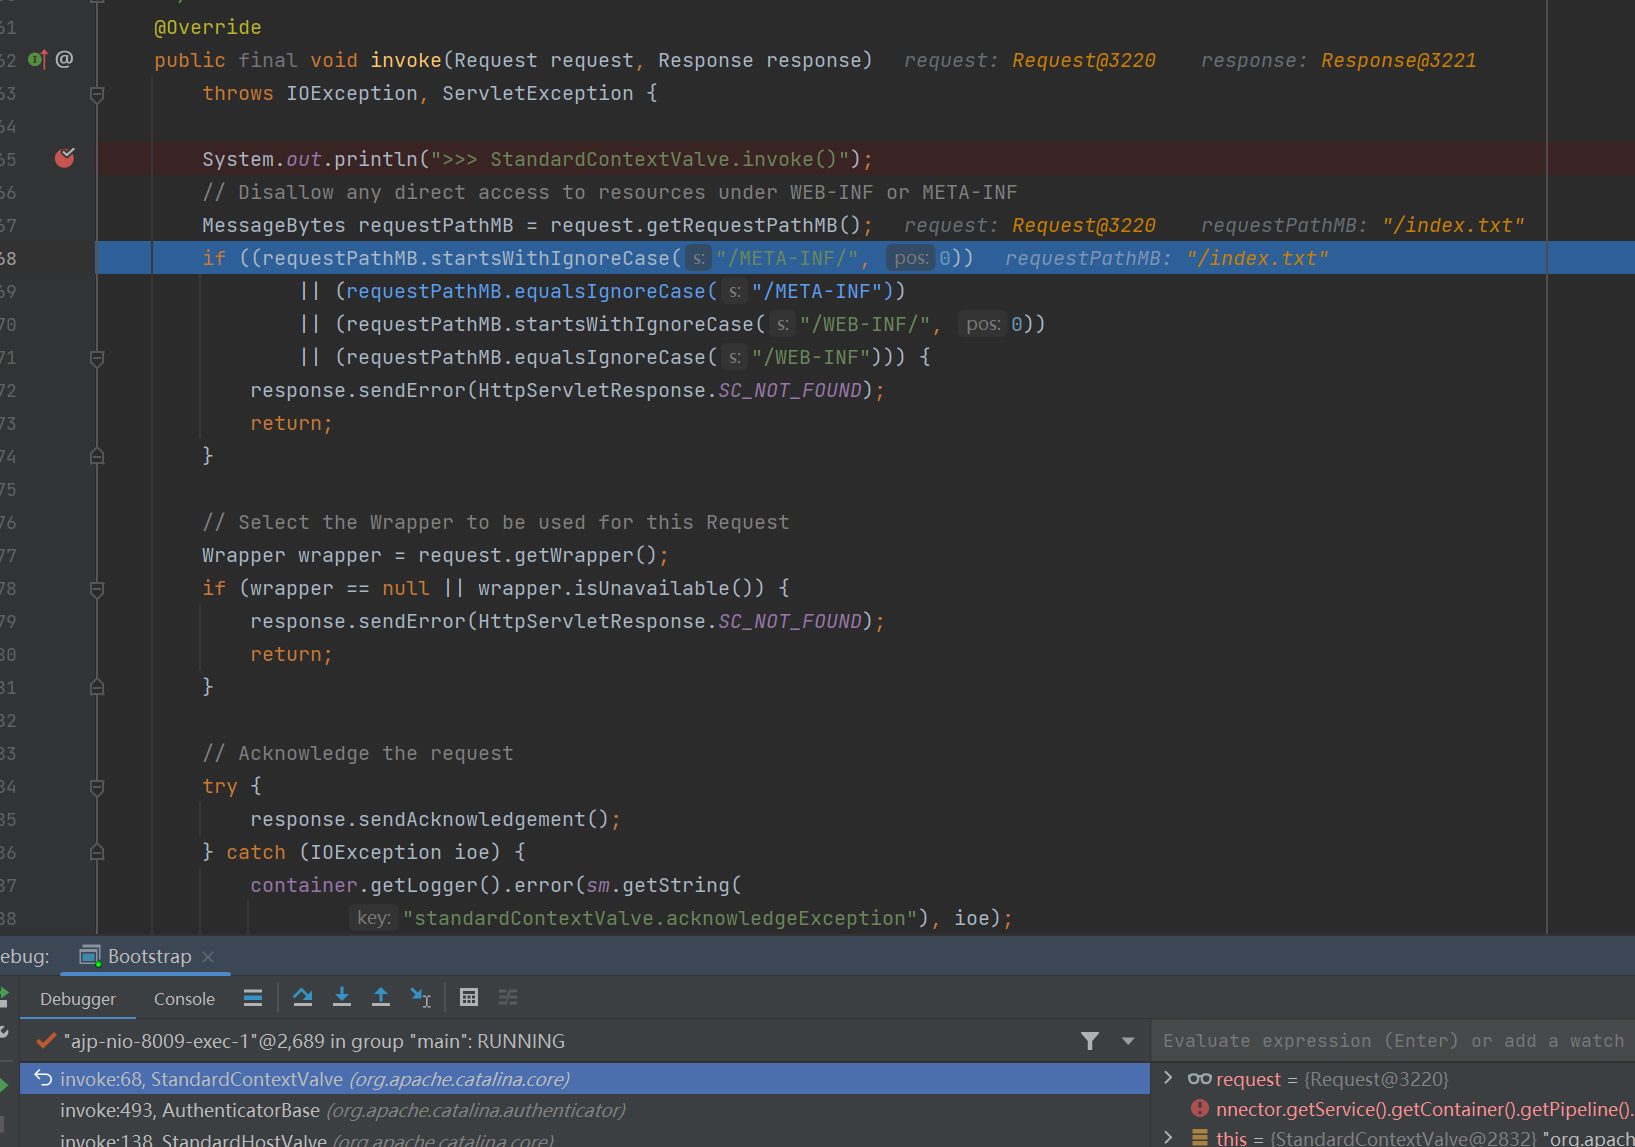 61 @Override
62 @ public final void invoke(Request request, Response response) request: Request@3220 response: Response@3221
63 throws IOException, ServletException {
64
65 System.out.println(">>> StandardContextValve.invoke()");
66 // Disallow any direct access to resources under WEB-INF or META-INF
67 MessageBytes requestPathMB = request.getRequestPathMB(); request: Request@3220 requestPathMB: "/index.txt"
68 if ((requestPathMB.startsWithIgnoreCase( s: "/META-INF/", pos: 0)) requestPathMB: "/index.txt"
69 || (requestPathMB.equalsIgnoreCase( s: "/META-INF"))
70 || (requestPathMB.startsWithIgnoreCase( s: "/WEB-INF/", pos: 0))
71 || (requestPathMB.equalsIgnoreCase( s: "/WEB-INF"))) {
72 response.sendError(HttpServletResponse.SC_NOT_FOUND);
73 return;
74 }
75
76 // Select the Wrapper to be used for this Request
77 Wrapper wrapper = request.getWrapper();
78 if (wrapper == null || wrapper.isUnavailable()) {
79 response.sendError(HttpServletResponse.SC_NOT_FOUND);
80 return;
81 }
82
83 // Acknowledge the request
84 try {
85 response.sendAcknowledgement();
86 } catch (IOException ioe) {
87 container.getLogger().error(sm.getString(
88 key: "standardContextValve.acknowledgeException"), ioe);
ebug: Bootstrap
Debugger Console
"ajp-nio-8009-exec-1"@2,689 in group "main": RUNNING
Evaluate expression (Enter) or add a watch
invoke:68, StandardContextValve (org.apache.catalina.core)
request = {Request@3220}
invoke:493, AuthenticatorBase (org.apache.catalina.authenticator)
nnector.getService().getContainer().getPipeline().
invoke:138, StandardHostValve (org.apache.catalina.core)
this = {StandardContextValve@2832} "org.apach